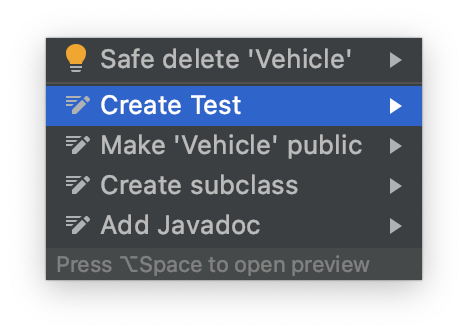 Safe delete 'Vehicle'
Create Test
Make 'Vehicle' public
Create subclass
Add Javadoc
Press ⌥Space to open preview